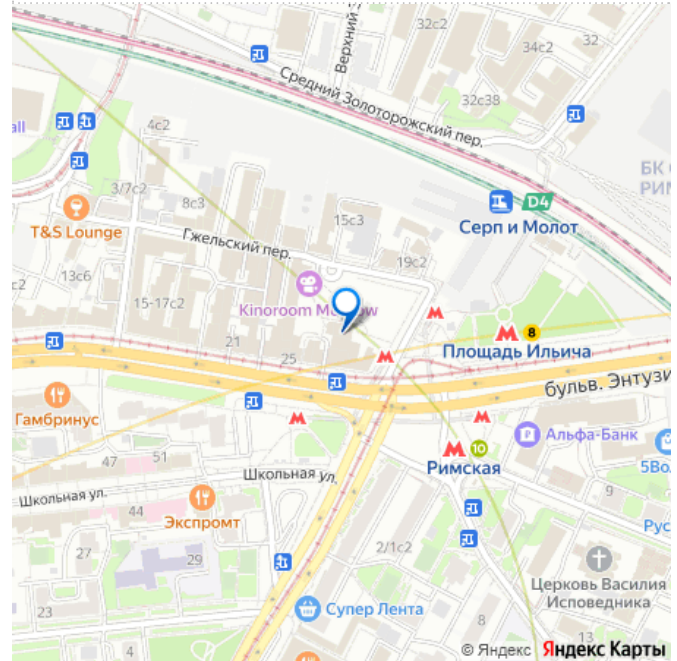 32с2
34с2
32
Верхний З
Средний Золоторожский пер.
32с38
4с2
all
БК
РИМ
3/7с2
8с3
D4
Серп и Молот
T&S Lounge
15с3
Гжельский пер.
19с2
13с6
с2
15-17с2
Kinoroom M
w
8
Площадь Ильича
21
25
бульв. Энтузи
Гамбринус
Альфа-Банк
10
Римская
5Во
47
51
Школьная ул.
9
Школьная ул.
44
Экспромт
Рус
27
29
2/1с2
Церковь Василия
Исповедника
23
Супер Лента
8
4
13
© Яндекс Яндекс Карты